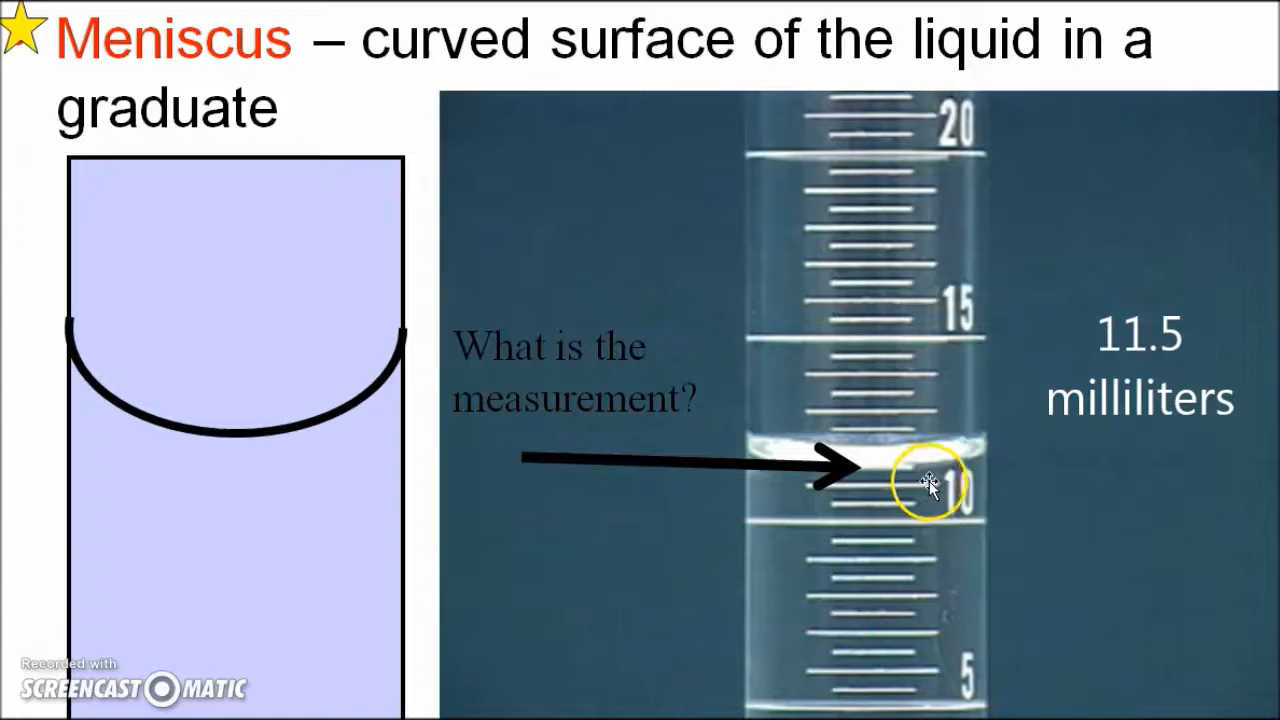 Meniscus – curved surface of the liquid in a
graduate
20
15
What is the
measurement?
11.5
milliliters
10
5
Recorded with
SCREENCAST MATIC